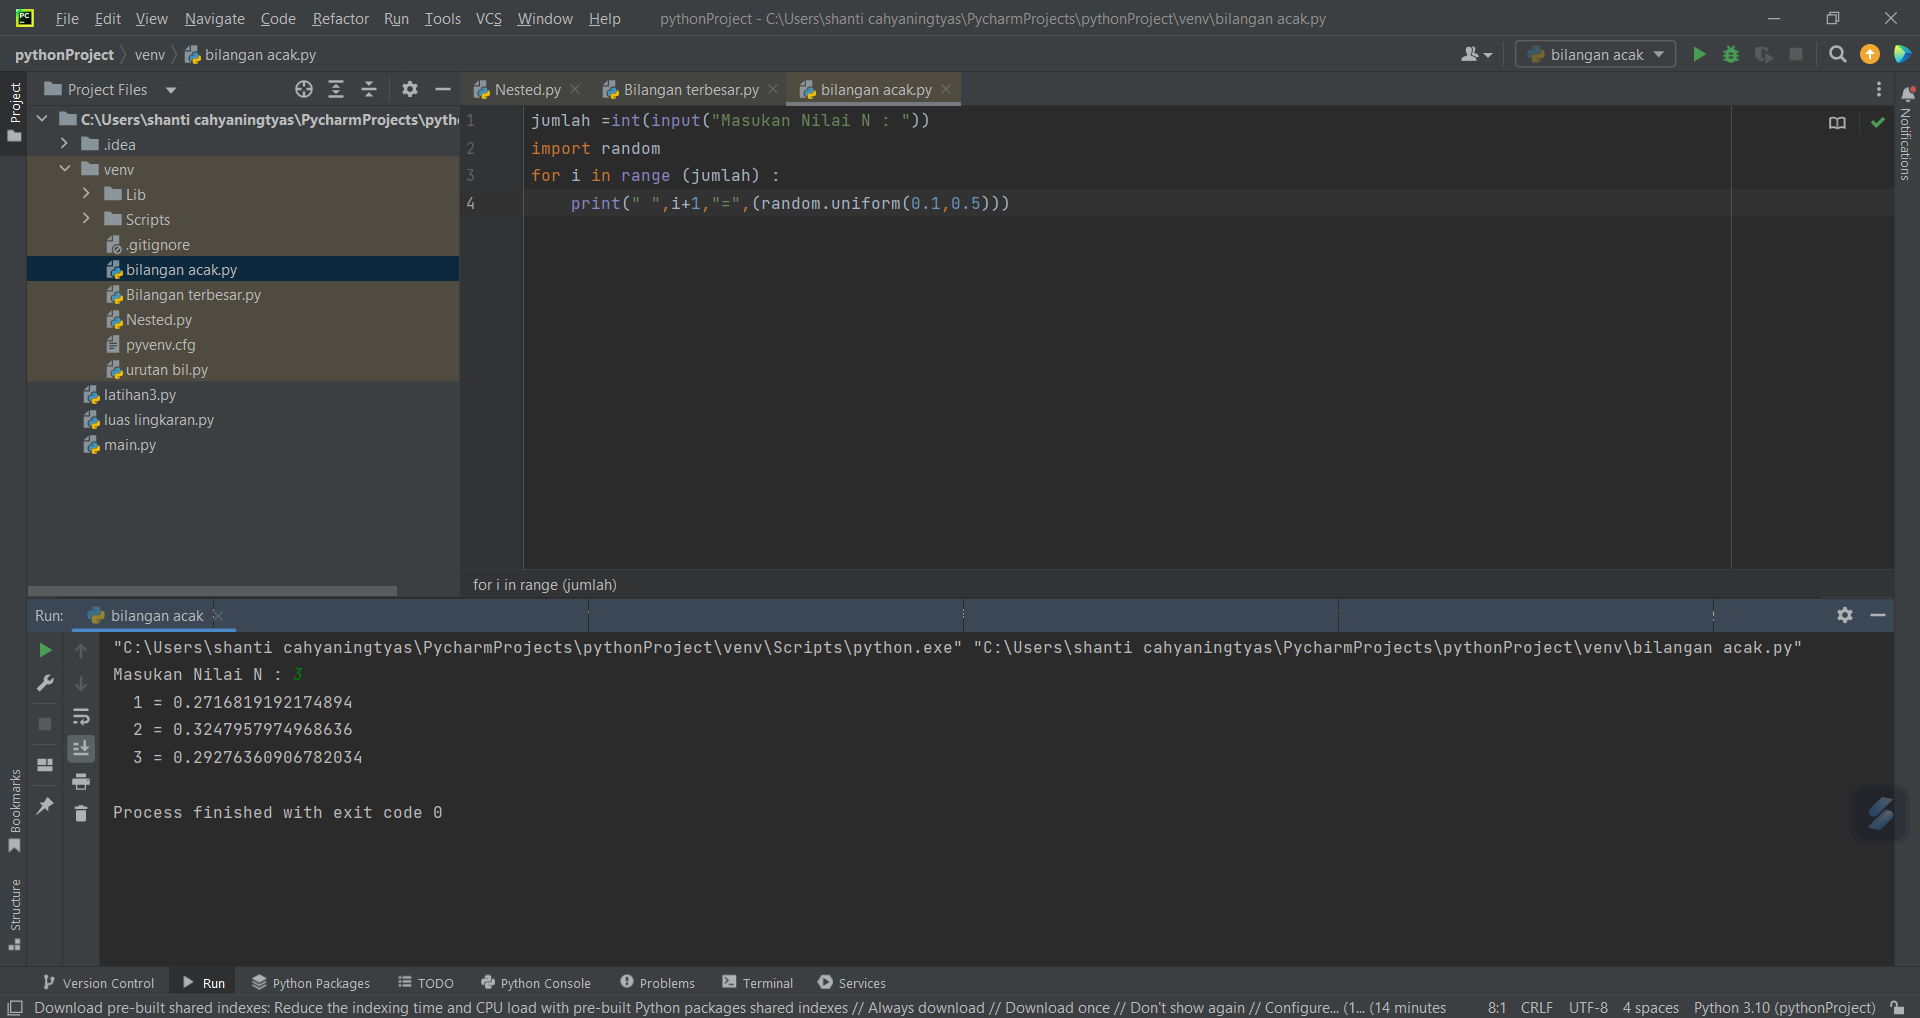 PC
File Edit View Navigate Code Refactor Run Tools VCS Window Help pythonProject - C:\Users\shanti cahyaningtyas\PycharmProjects\pythonProject\venv\bilangan acak.py
pythonProject venv bilangan acak.py bilangan acak
Project
Project Files
Nested.py Bilangan terbesar.py bilangan acak.py
Notifications
C:\Users\shanti cahyaningtyas\PycharmProjects\pyth
.idea
venv
Lib
Scripts
.gitignore
bilangan acak.py
Bilangan terbesar.py
Nested.py
pyvenv.cfg
urutan bil.py
latihan3.py
luas lingkaran.py
main.py
1 jumlah =int(input("Masukan Nilai N : "))
2 import random
3 for i in range (jumlah) :
4 print(" ",i+1,"=",(random.uniform(0.1,0.5)))
for i in range (jumlah)
Run: bilangan acak
"C:\Users\shanti cahyaningtyas\PycharmProjects\pythonProject\venv\Scripts\python.exe" "C:\Users\shanti cahyaningtyas\PycharmProjects\pythonProject\venv\bilangan acak.py"
Masukan Nilai N : 3
1 = 0.2716819192174894
2 = 0.3247957974968636
3 = 0.29276360906782034
Process finished with exit code 0
Bookmarks
Structure
Version Control Run Python Packages TODO Python Console Problems Terminal Services
Download pre-built shared indexes: Reduce the indexing time and CPU load with pre-built Python packages shared indexes // Always download // Download once // Don't show again // Configure... (1... (14 minutes 8:1 CRLF UTF-8 4 spaces Python 3.10 (pythonProject)